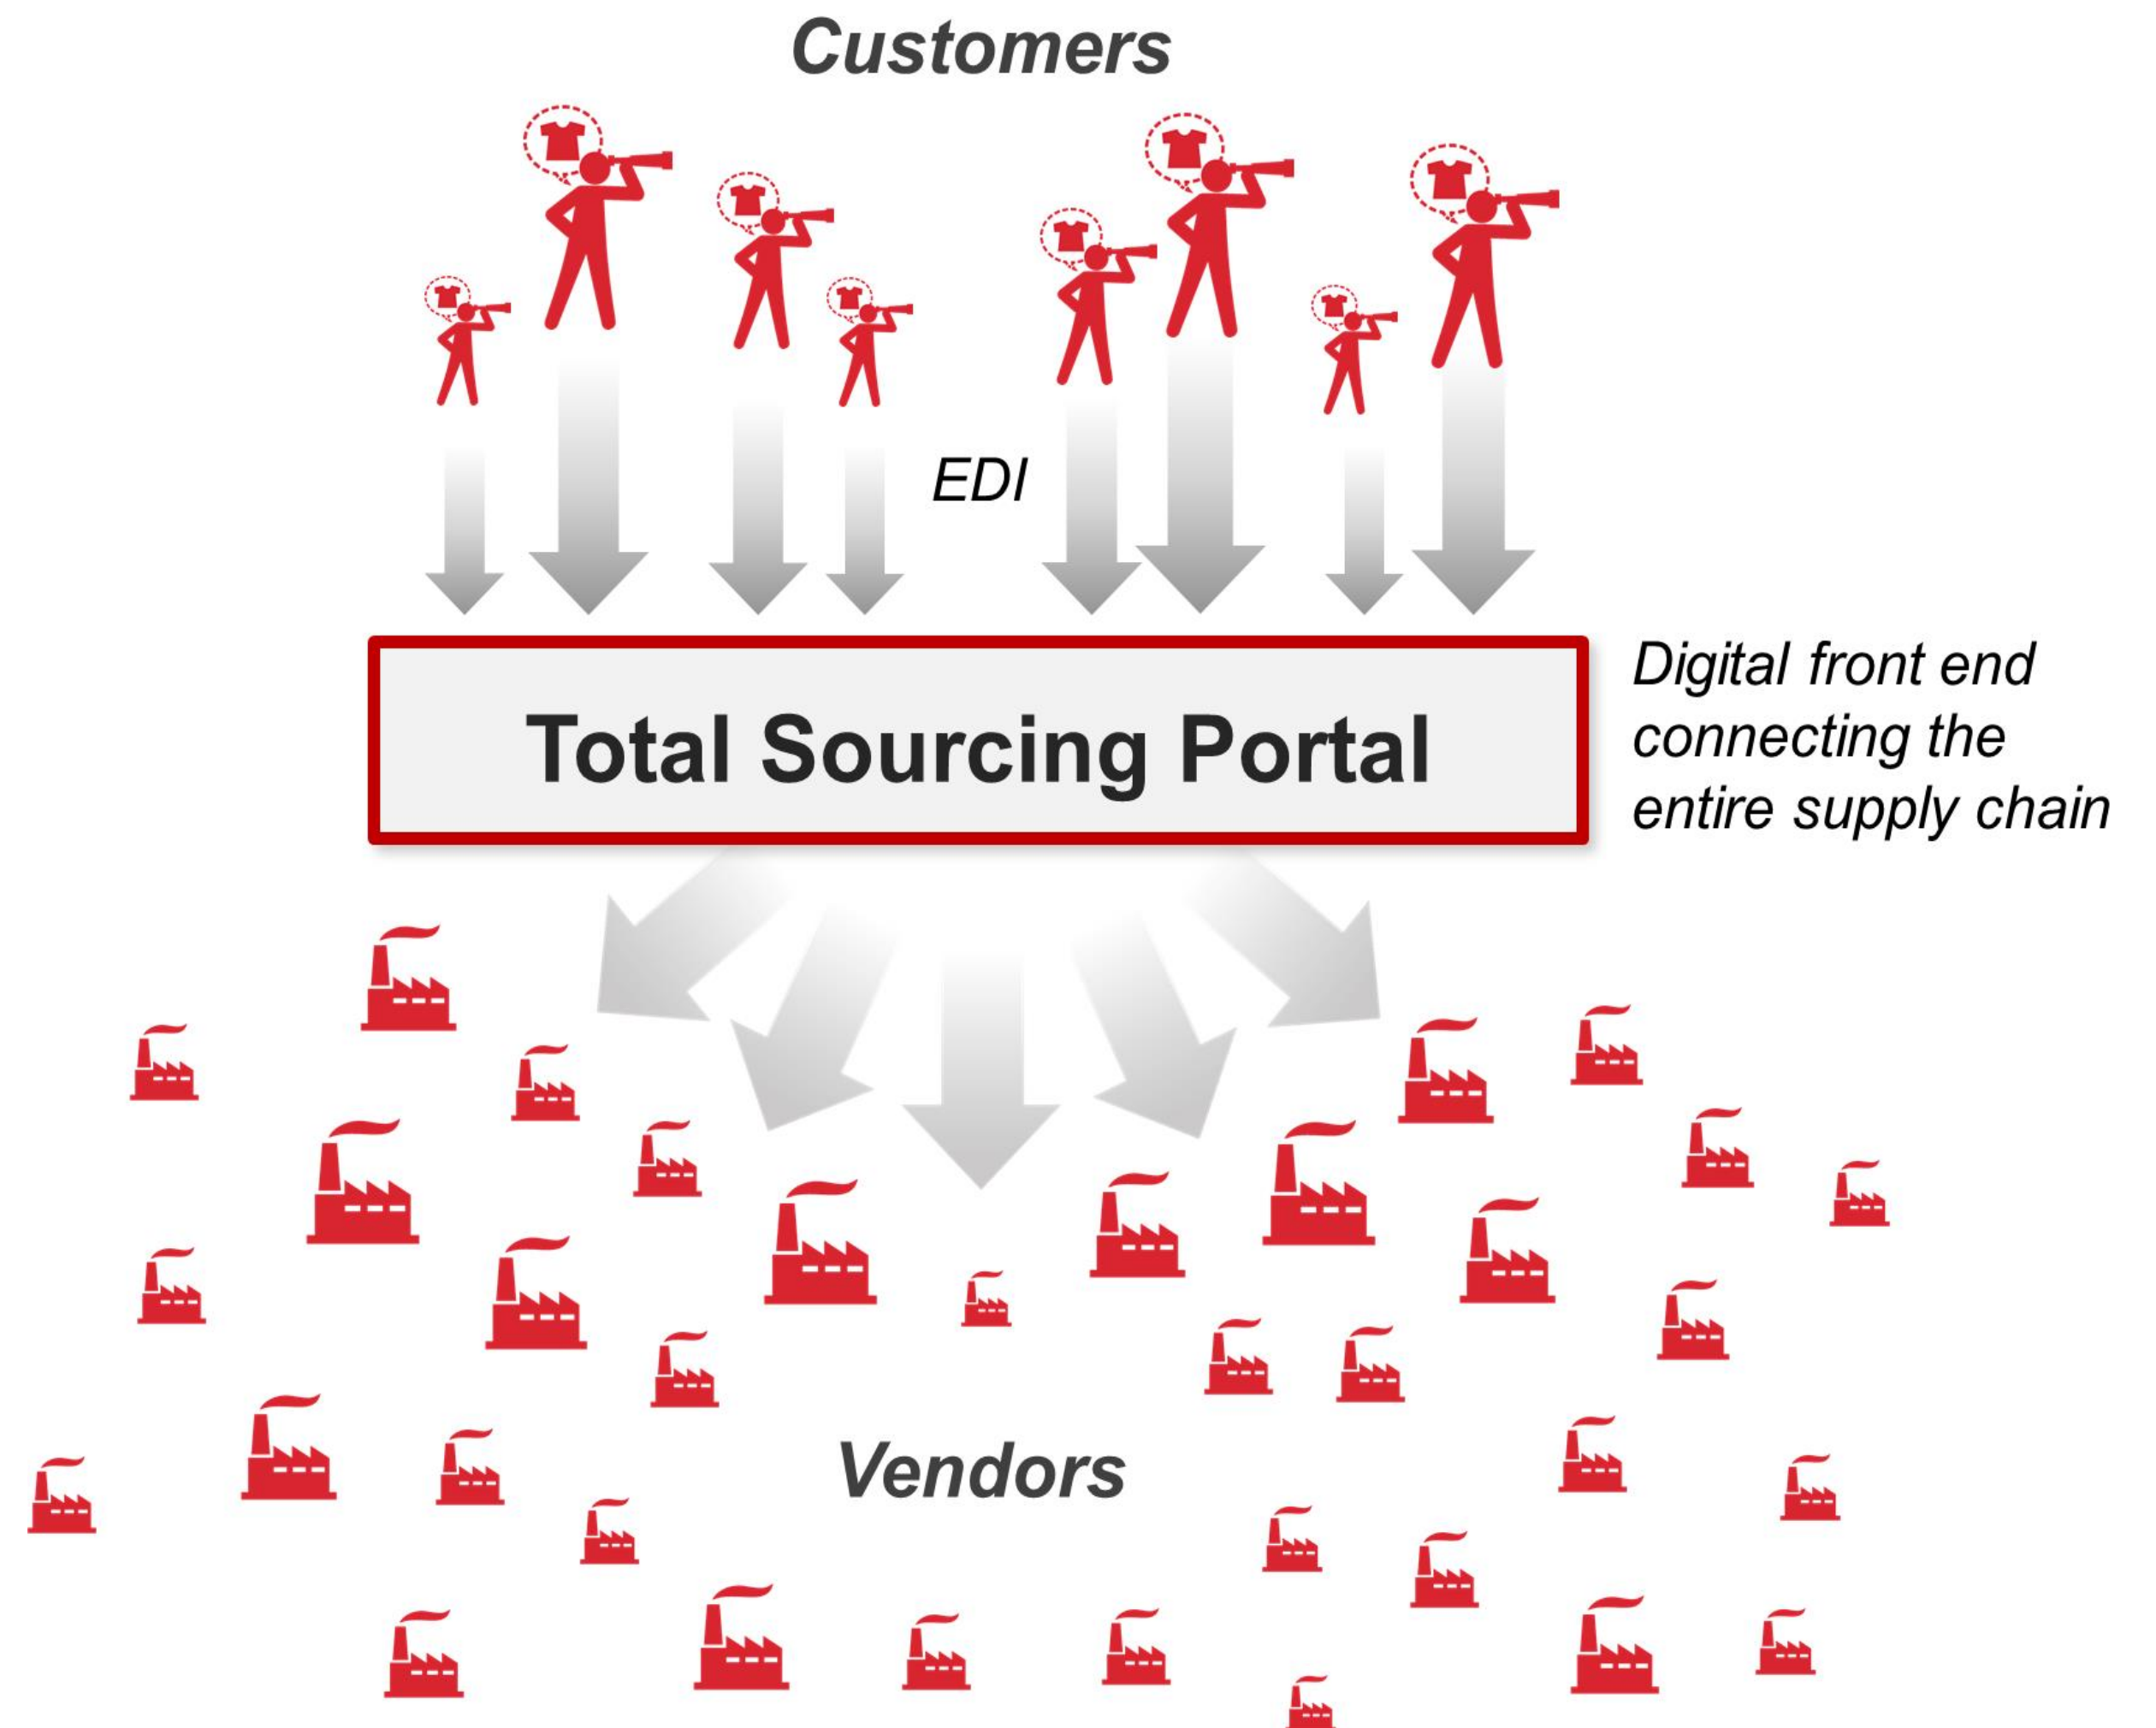 Customers
EDI
Total Sourcing Portal
Digital front end
connecting the
entire supply chain
Vendors